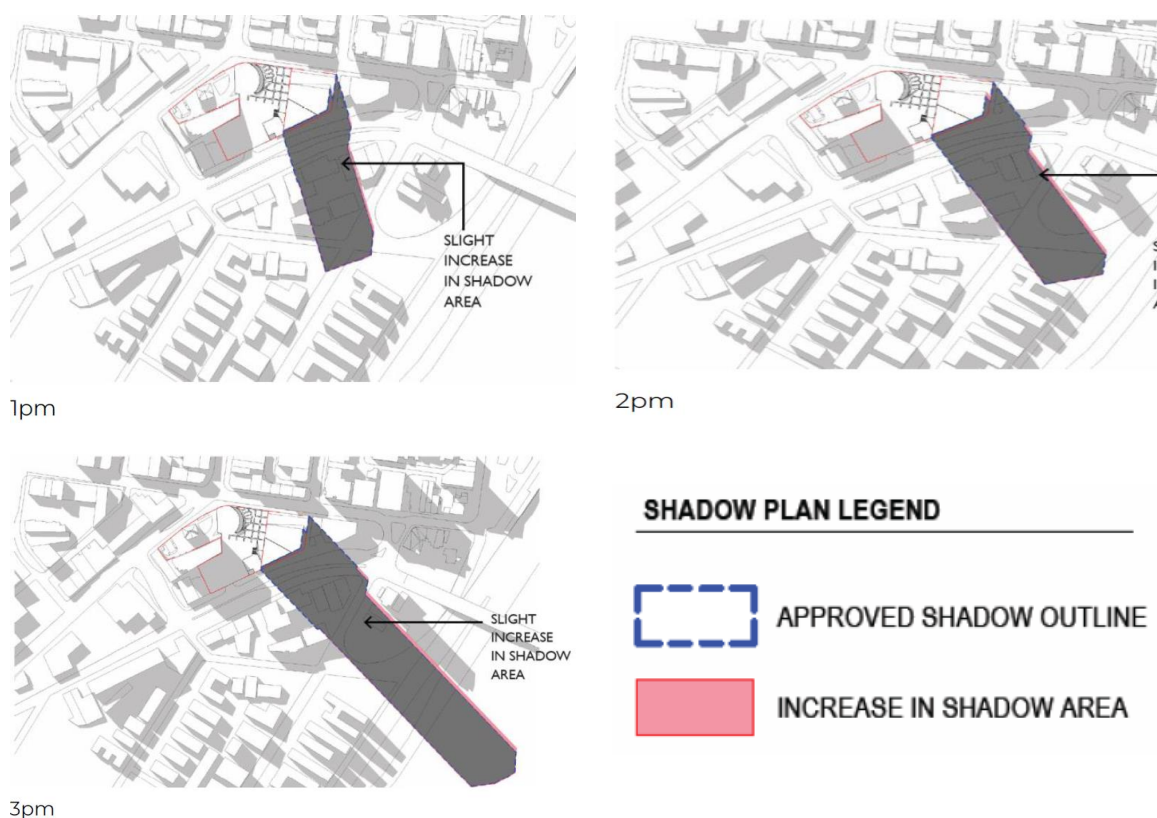 SLIGHT
INCREASE
IN SHADOW
AREA
1pm
2pm
SLIGHT
INCREASE
IN SHADOW
AREA
3pm
SHADOW PLAN LEGEND
APPROVED SHADOW OUTLINE
INCREASE IN SHADOW AREA